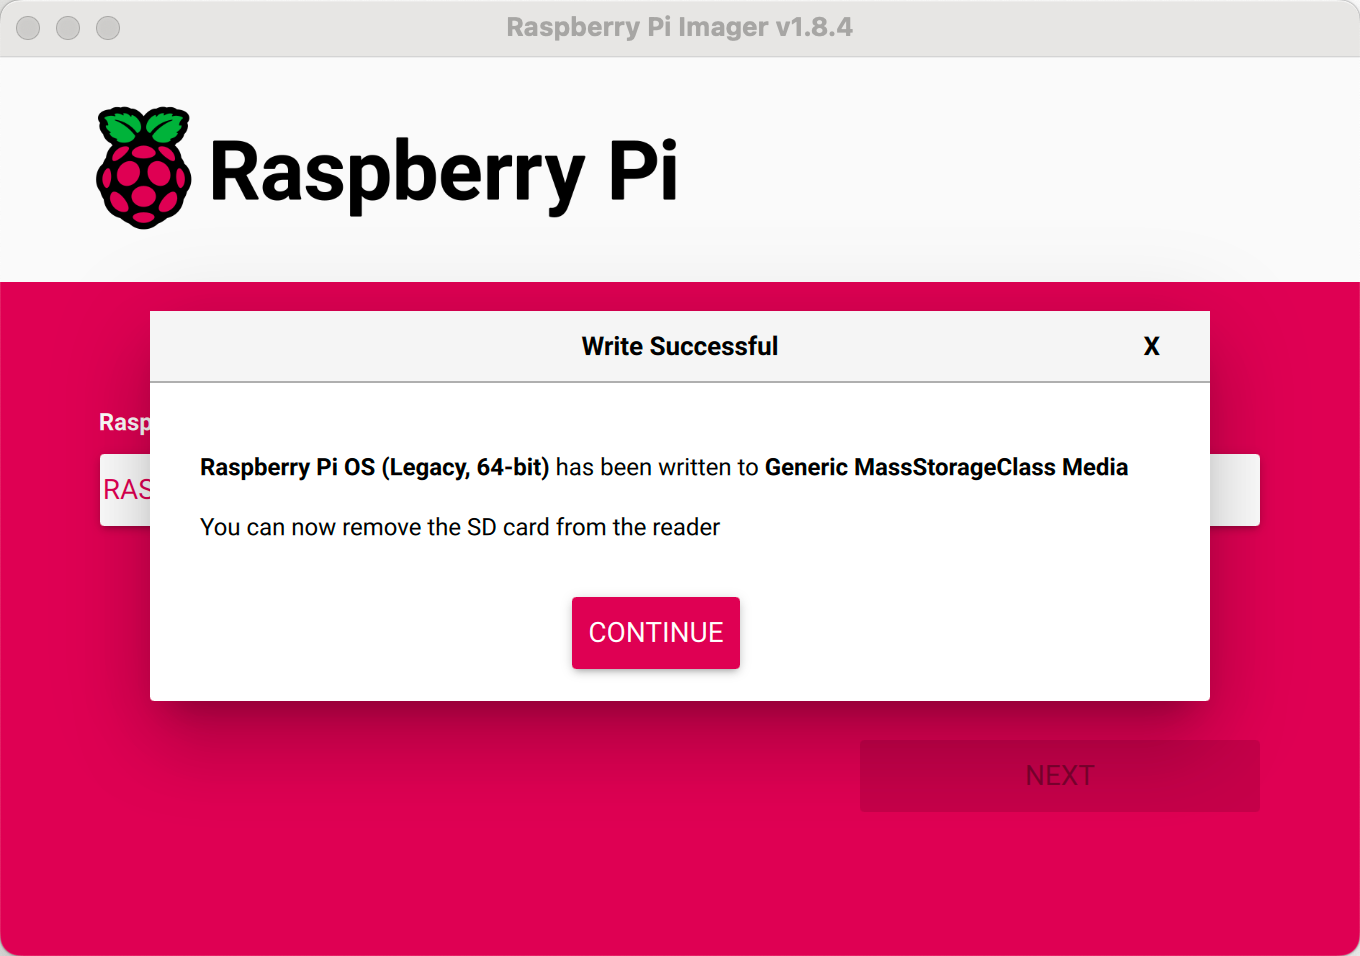 Raspberry Pi Imager v1.8.4
Raspberry Pi
Write Successful X
Rasp
Raspberry Pi OS (Legacy, 64-bit) has been written to Generic MassStorageClass Media
RAS
You can now remove the SD card from the reader
CONTINUE
NEXT